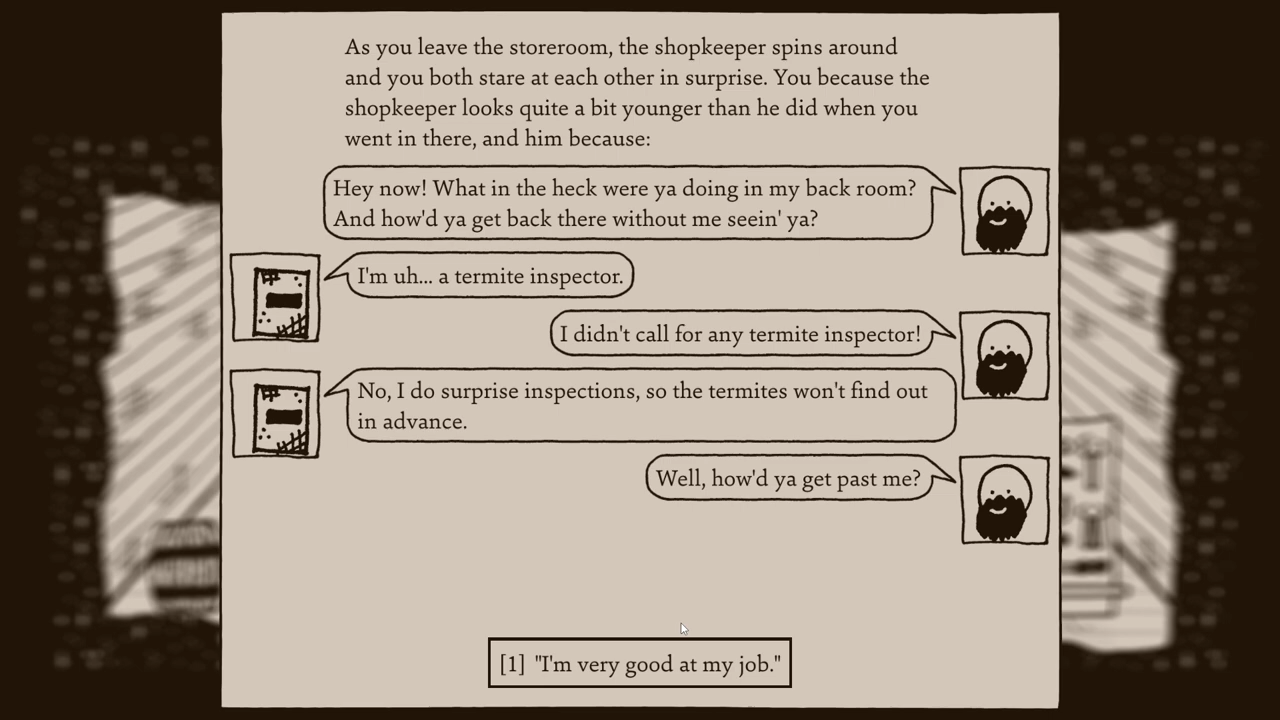 As you leave the storeroom, the shopkeeper spins around
and you both stare at each other in surprise. You because the
shopkeeper looks quite a bit younger than he did when you
went in there, and him because:
Hey now! What in the heck were ya doing in my back room?
And how'd ya get back there without me seein' ya?
I'm uh... a termite inspector.
I didn't call for any termite inspector!
No, I do surprise inspections, so the termites won't find out
in advance.
Well, how'd ya get past me?
[1] "I'm very good at my job."